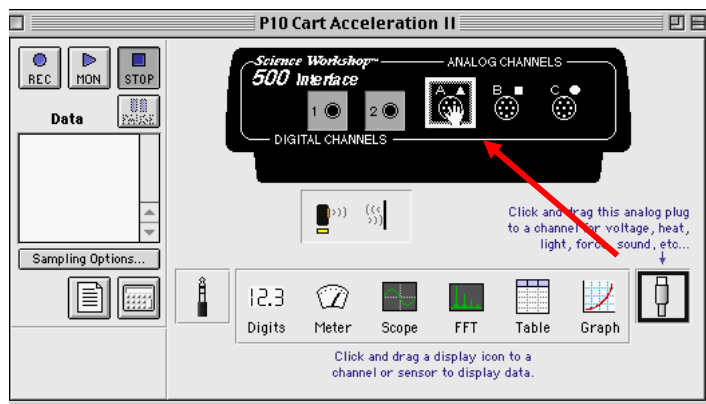 P10 Cart Acceleration II
REC
MON
STOP
Data
PAUSE
Sampling Options...
Science Workshop™
500 Interface
ANALOG CHANNELS
A
B
C
1
2
DIGITAL CHANNELS
Click and drag this analog plug
to a channel for voltage, heat,
light, force, sound, etc...
12.3
Digits
Meter
Scope
FFT
Table
Graph
Click and drag a display icon to a
channel or sensor to display data.